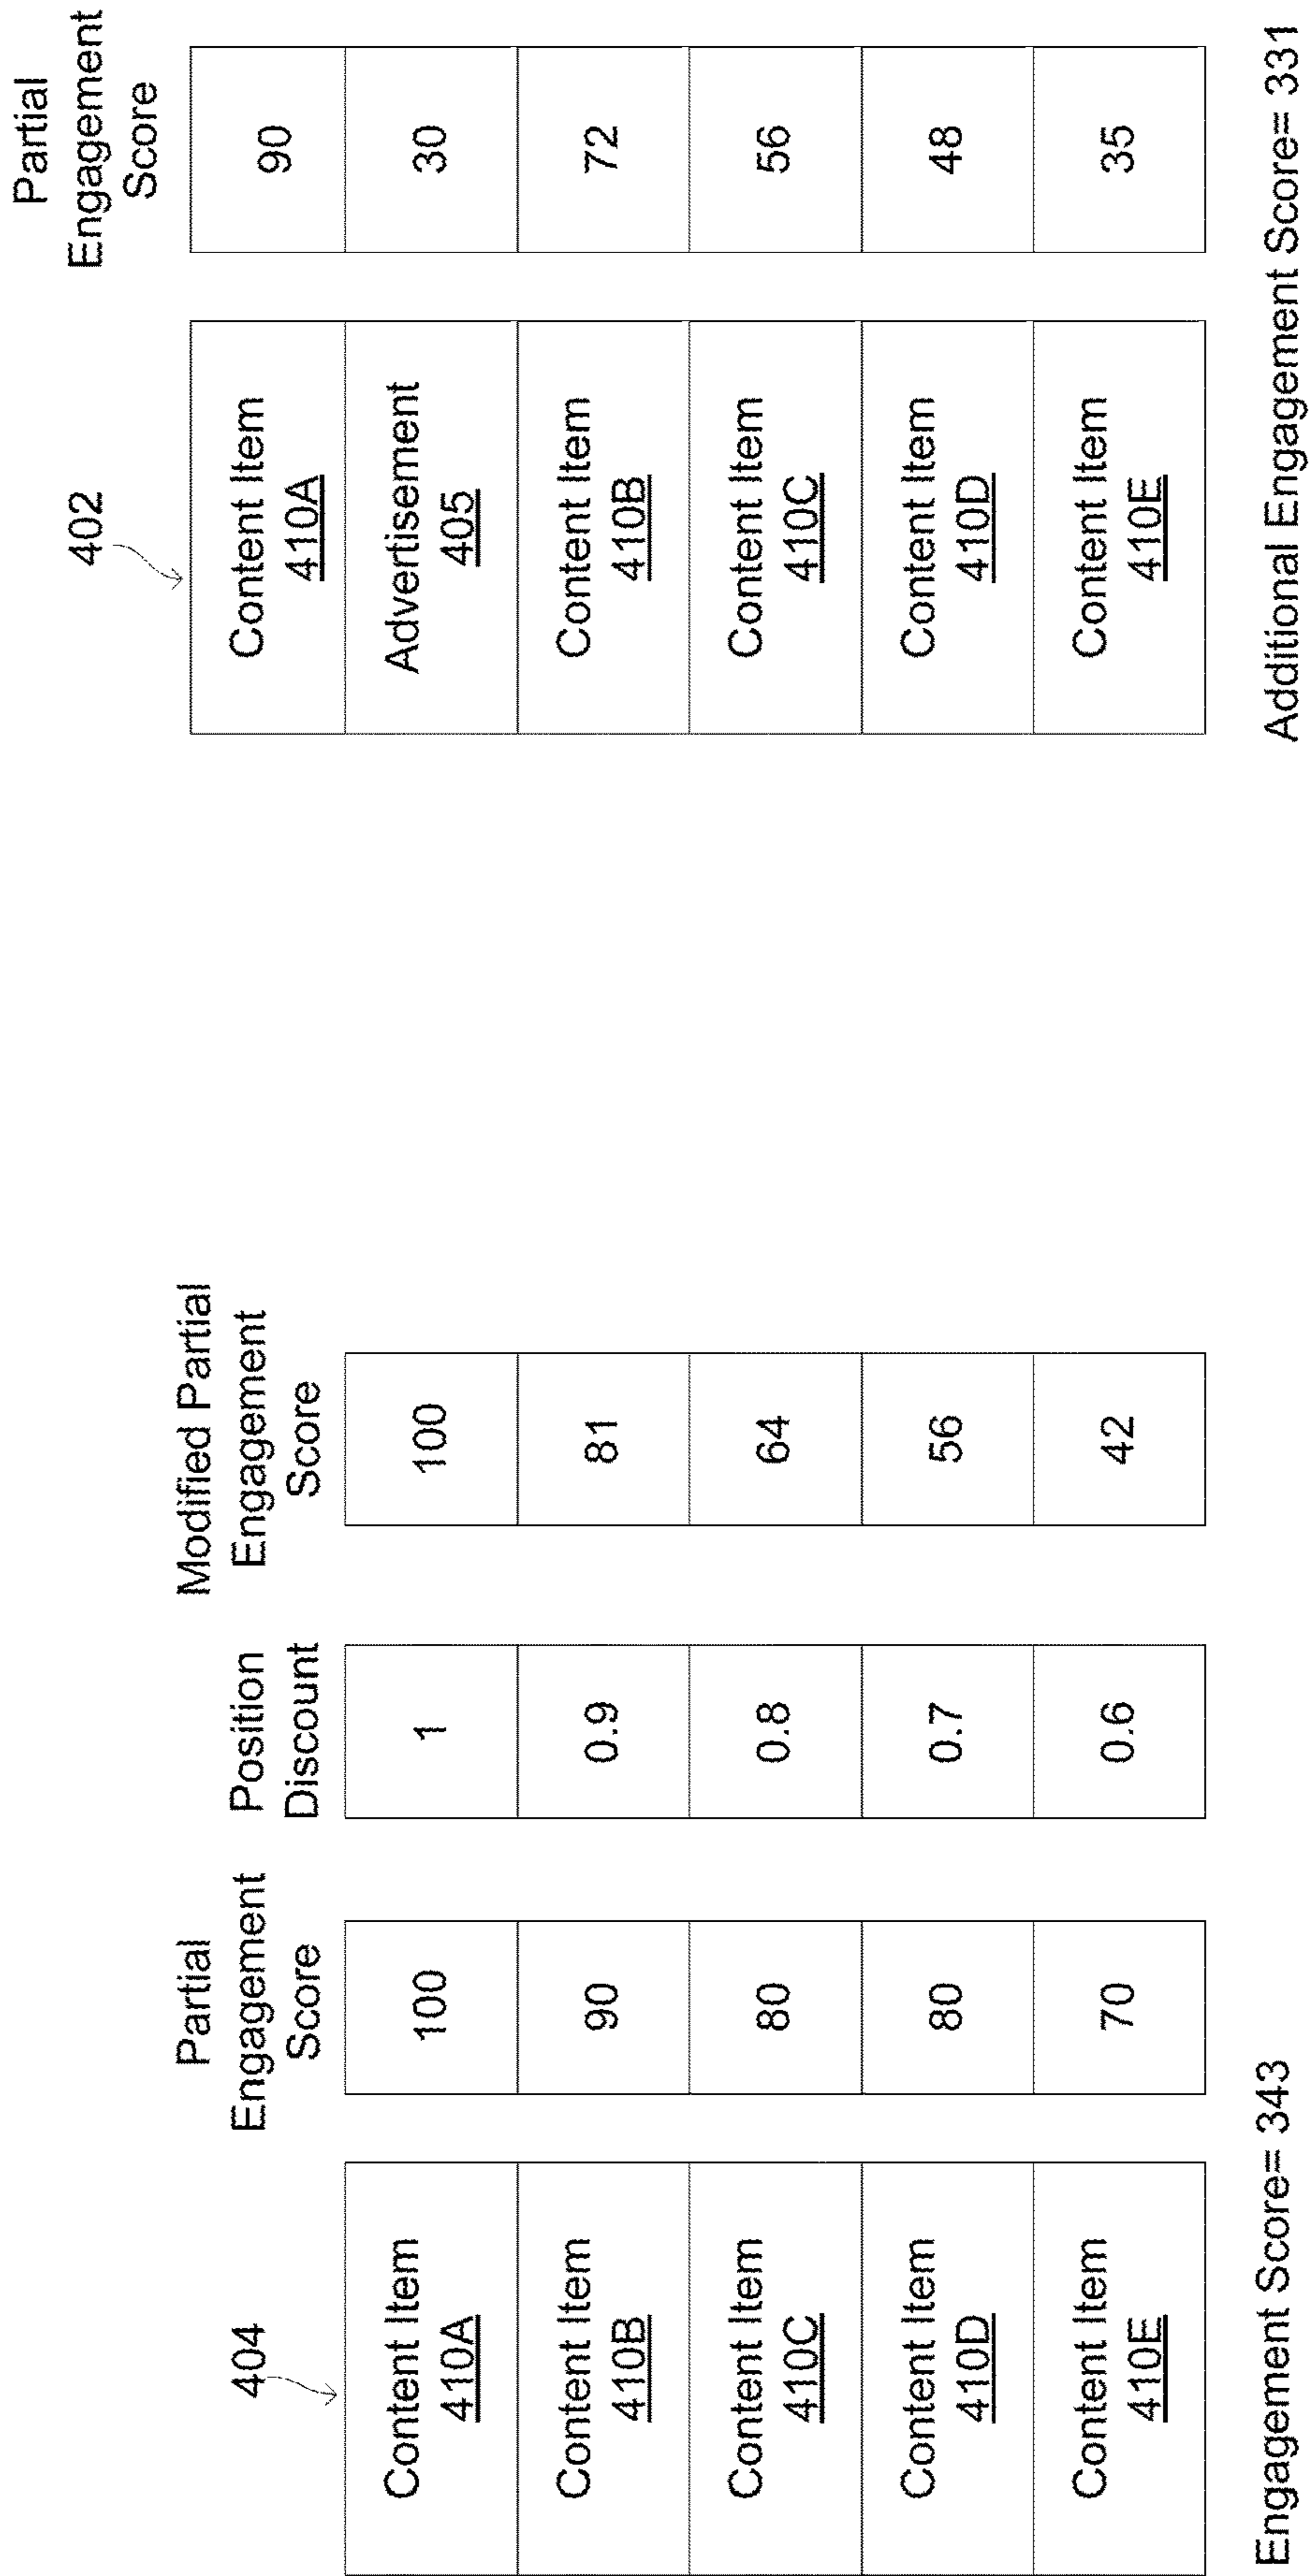 404
Content Item
410A
Content Item
410B
Content Item
410C
Content Item
410D
Content Item
410E
Partial
Engagement
Score
100
90
80
80
70
Position
Discount
1
0.9
0.8
0.7
0.6
Modified Partial
Engagement
Score
100
81
64
56
42
Engagement Score= 343
402
Content Item
410A
Advertisement
405
Content Item
410B
Content Item
410C
Content Item
410D
Content Item
410E
Partial
Engagement
Score
90
30
72
56
48
35
Additional Engagement Score= 331